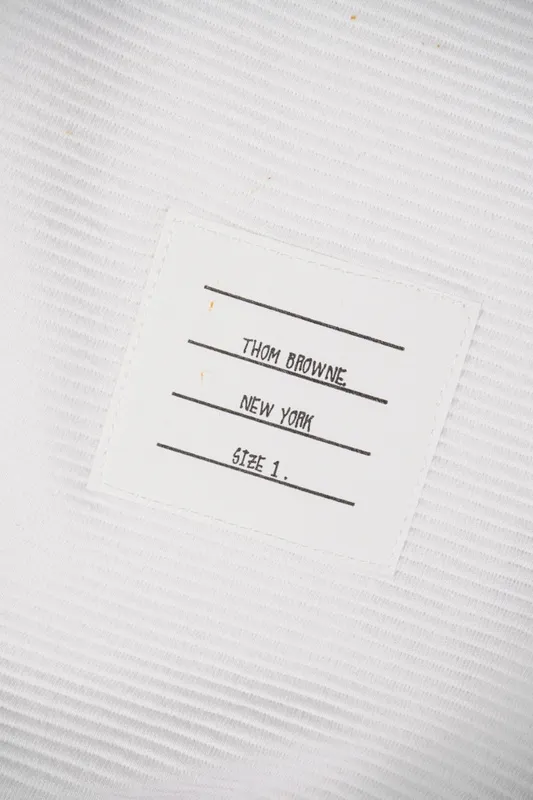 THOM BROWNE.
NEW YORK
SIZE 1.